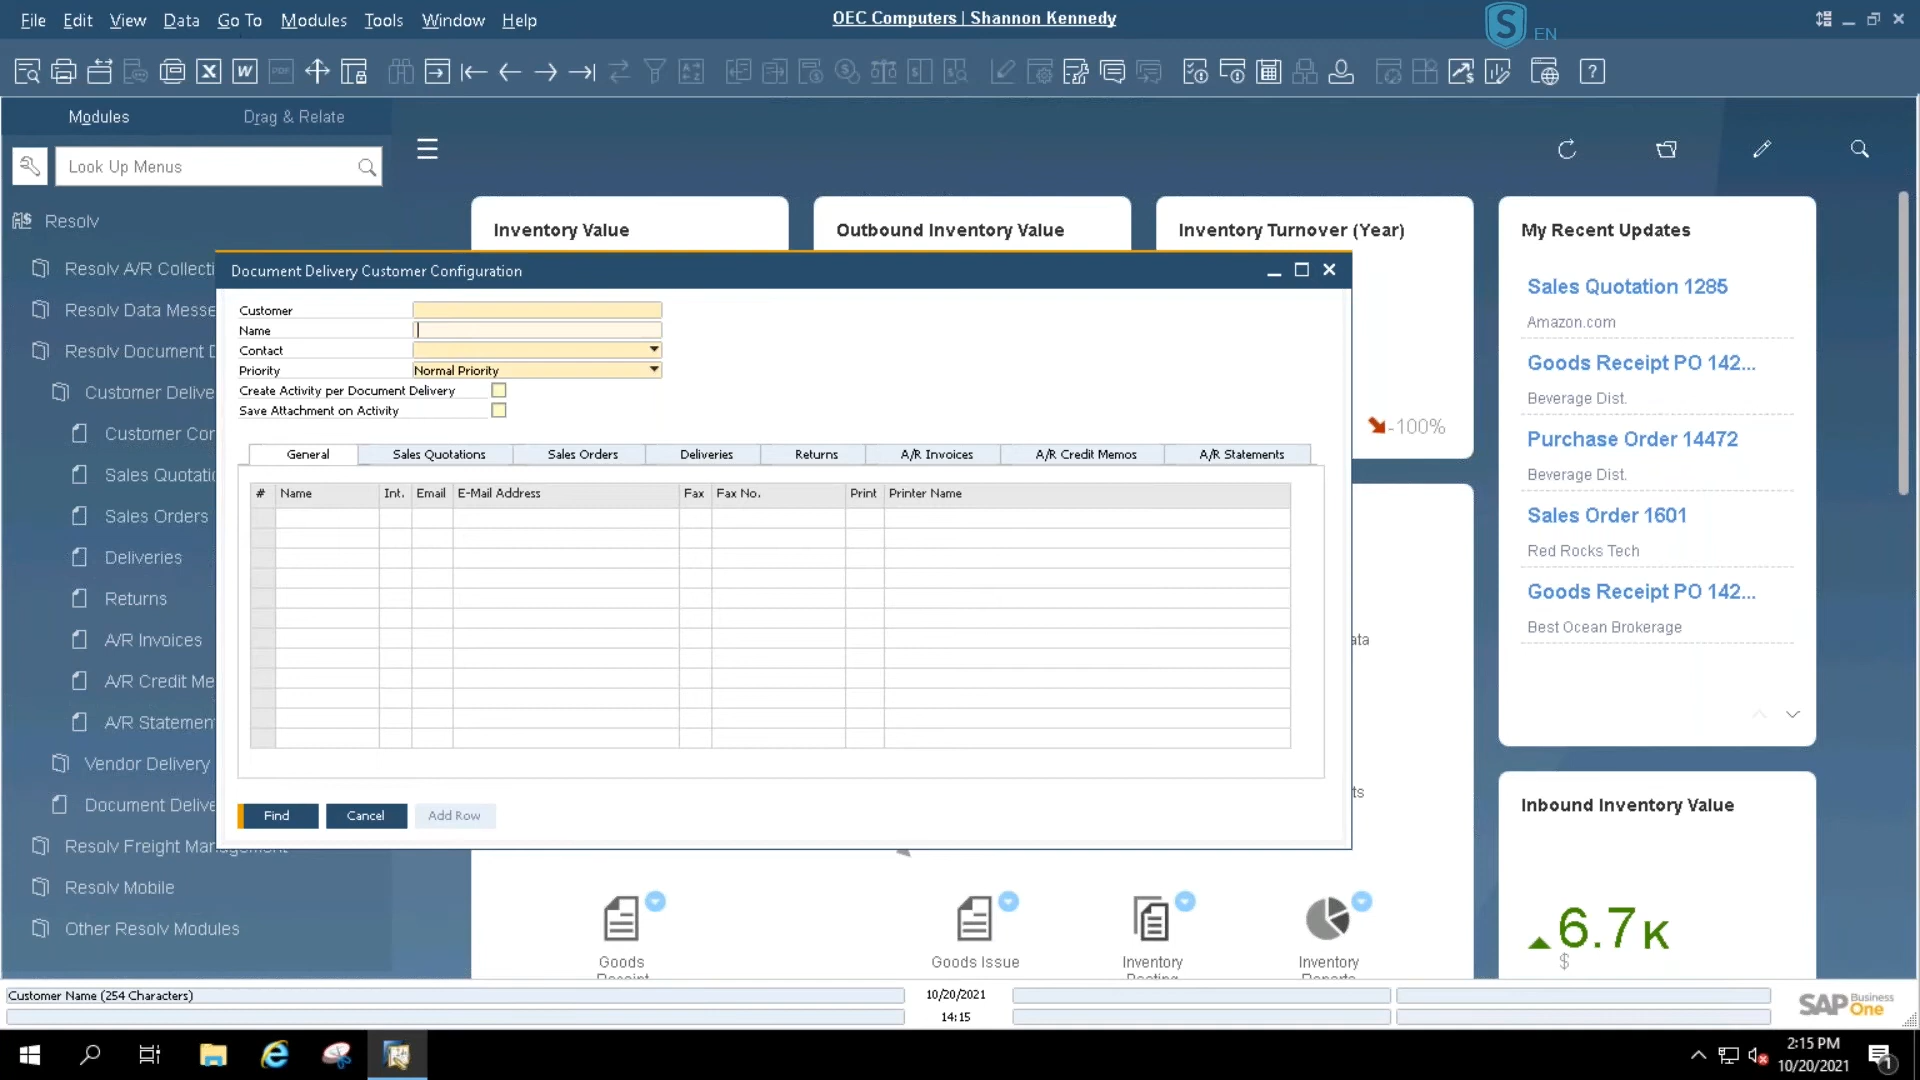 File Edit View Data Go To Modules Tools Window Help
OEC Computers | Shannon Kennedy
EN
Modules
Drag & Relate
Look Up Menus
Resolv
Resolv A/R Collecti
Resolv Data Messe
Resolv Document D
Customer Delive
Customer Con
Sales Quotatio
Sales Orders
Deliveries
Returns
A/R Invoices
A/R Credit Me
A/R Statement
Vendor Delivery
Document Delive
Resolv Freight Management
Resolv Mobile
Other Resolv Modules
Inventory Value
Outbound Inventory Value
Inventory Turnover (Year)
-100%
Document Delivery Customer Configuration
Customer
Name
Contact
Priority Normal Priority
Create Activity per Document Delivery
Save Attachment on Activity
General Sales Quotations Sales Orders Deliveries Returns A/R Invoices A/R Credit Memos A/R Statements
# Name Int. Email E-Mail Address Fax Fax No. Print Printer Name
Find Cancel Add Row
ata
ts
Goods Receipt
Goods Issue
Inventory Posting
Inventory Reports
My Recent Updates
Sales Quotation 1285
Amazon.com
Goods Receipt PO 142...
Beverage Dist.
Purchase Order 14472
Beverage Dist.
Sales Order 1601
Red Rocks Tech
Goods Receipt PO 142...
Best Ocean Brokerage
Inbound Inventory Value
6.7 K
$
Customer Name (254 Characters)
10/20/2021
14:15
SAP Business One
2:15 PM
10/20/2021
1